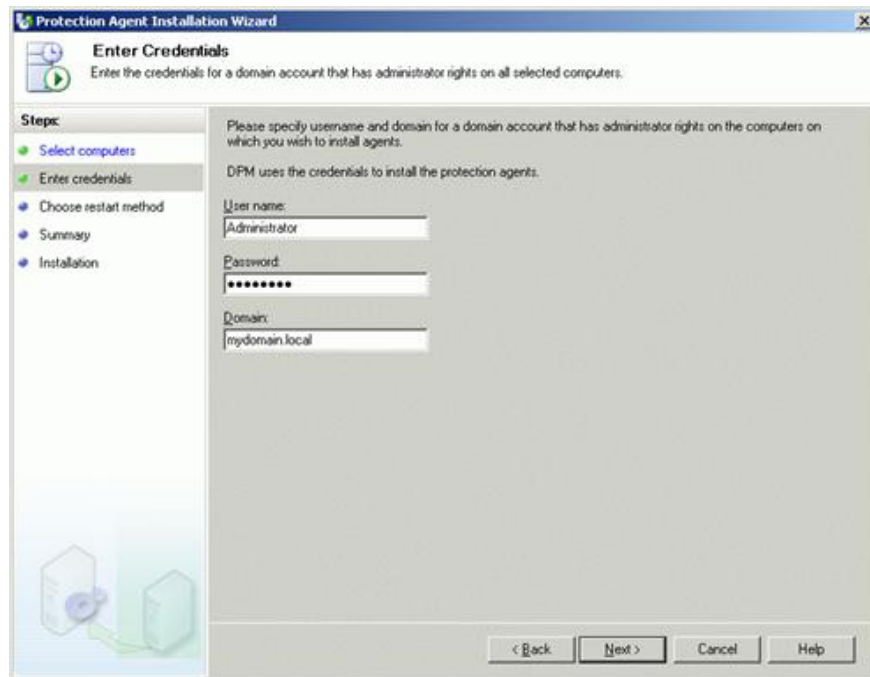 Protection Agent Installation Wizard
Enter Credentials
Enter the credentials for a domain account that has administrator rights on all selected computers.
Steps:
Select computers
Enter credentials
Choose restart method
Summary
Installation
Please specify username and domain for a domain account that has administrator rights on the computers on
which you wish to install agents.
DPM uses the credentials to install the protection agents.
User name:
Administrator
Password:
●●●●●●●●
Domain:
mydomain.local
< Back
Next >
Cancel
Help